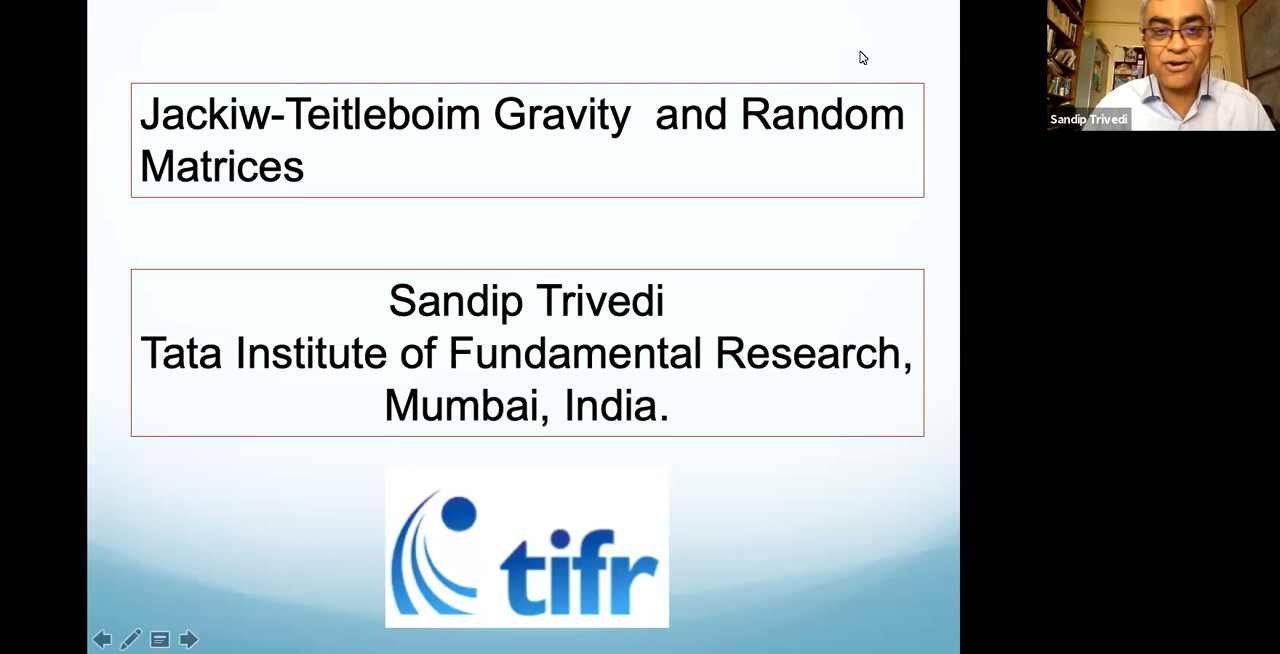 Jackiw-Teitleboim Gravity and Random
Matrices
Sandip Trivedi
Tata Institute of Fundamental Research,
Mumbai, India.
tifr
Sandip Trivedi